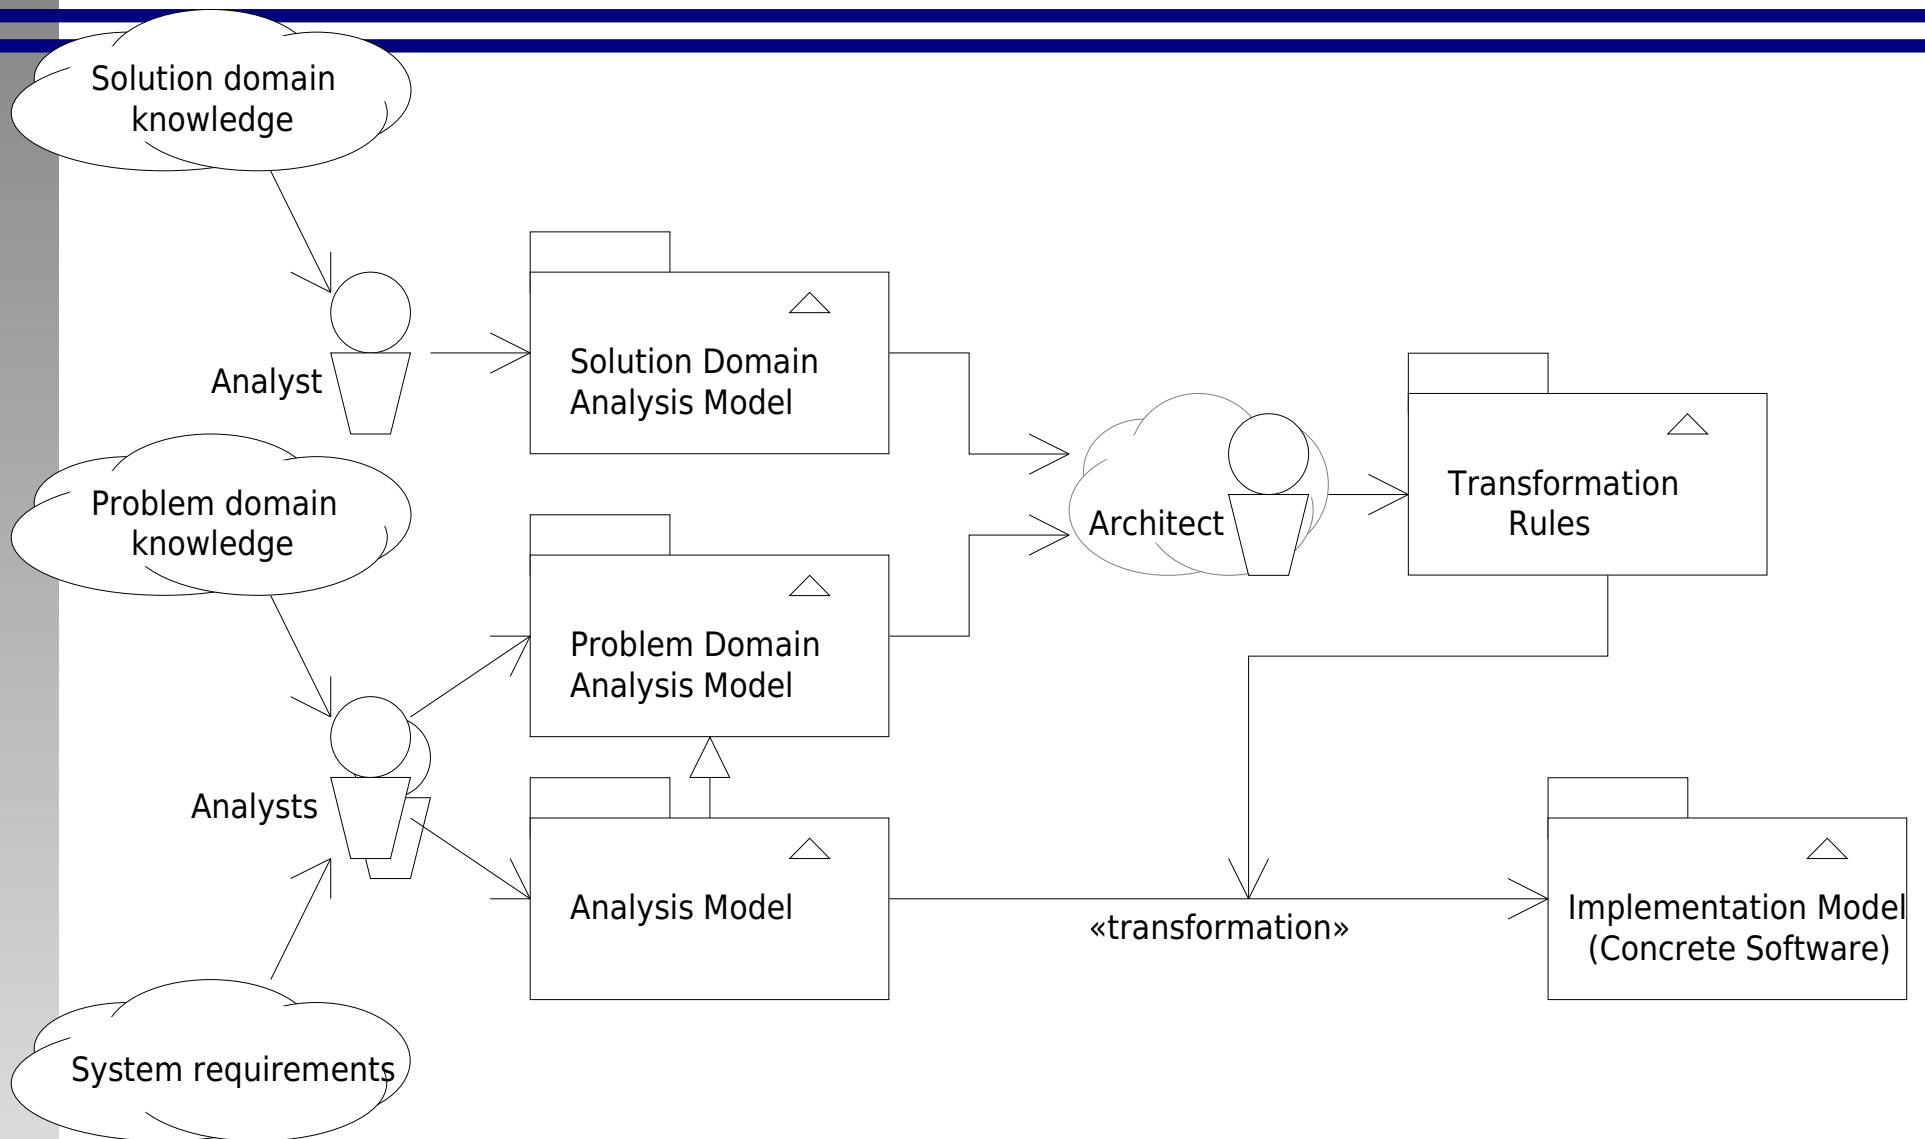 Solution domain
knowledge
Analyst
Solution Domain
Analysis Model
Problem domain
knowledge
Problem Domain
Analysis Model
Architect
Transformation
Rules
Analysts
Analysis Model
«transformation»
Implementation Model
(Concrete Software)
System requirements